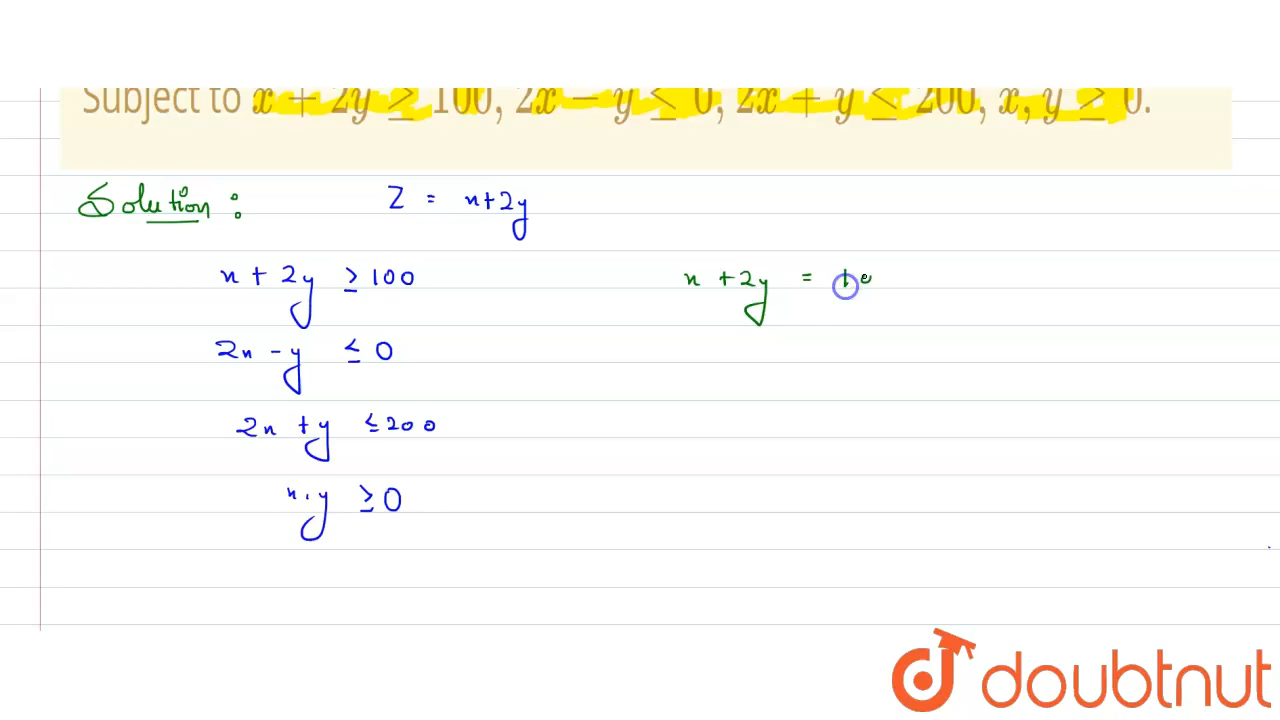 Subject to x + 2y ≥ 100, 2x − y ≤ 0, 2x + y ≤ 200, x, y ≥ 0.
Solution :
Z = x + 2y
x + 2y ≥ 100
x + 2y = 10
2x - y ≤ 0
2x + y ≤ 200
x, y ≥ 0
doubtnut